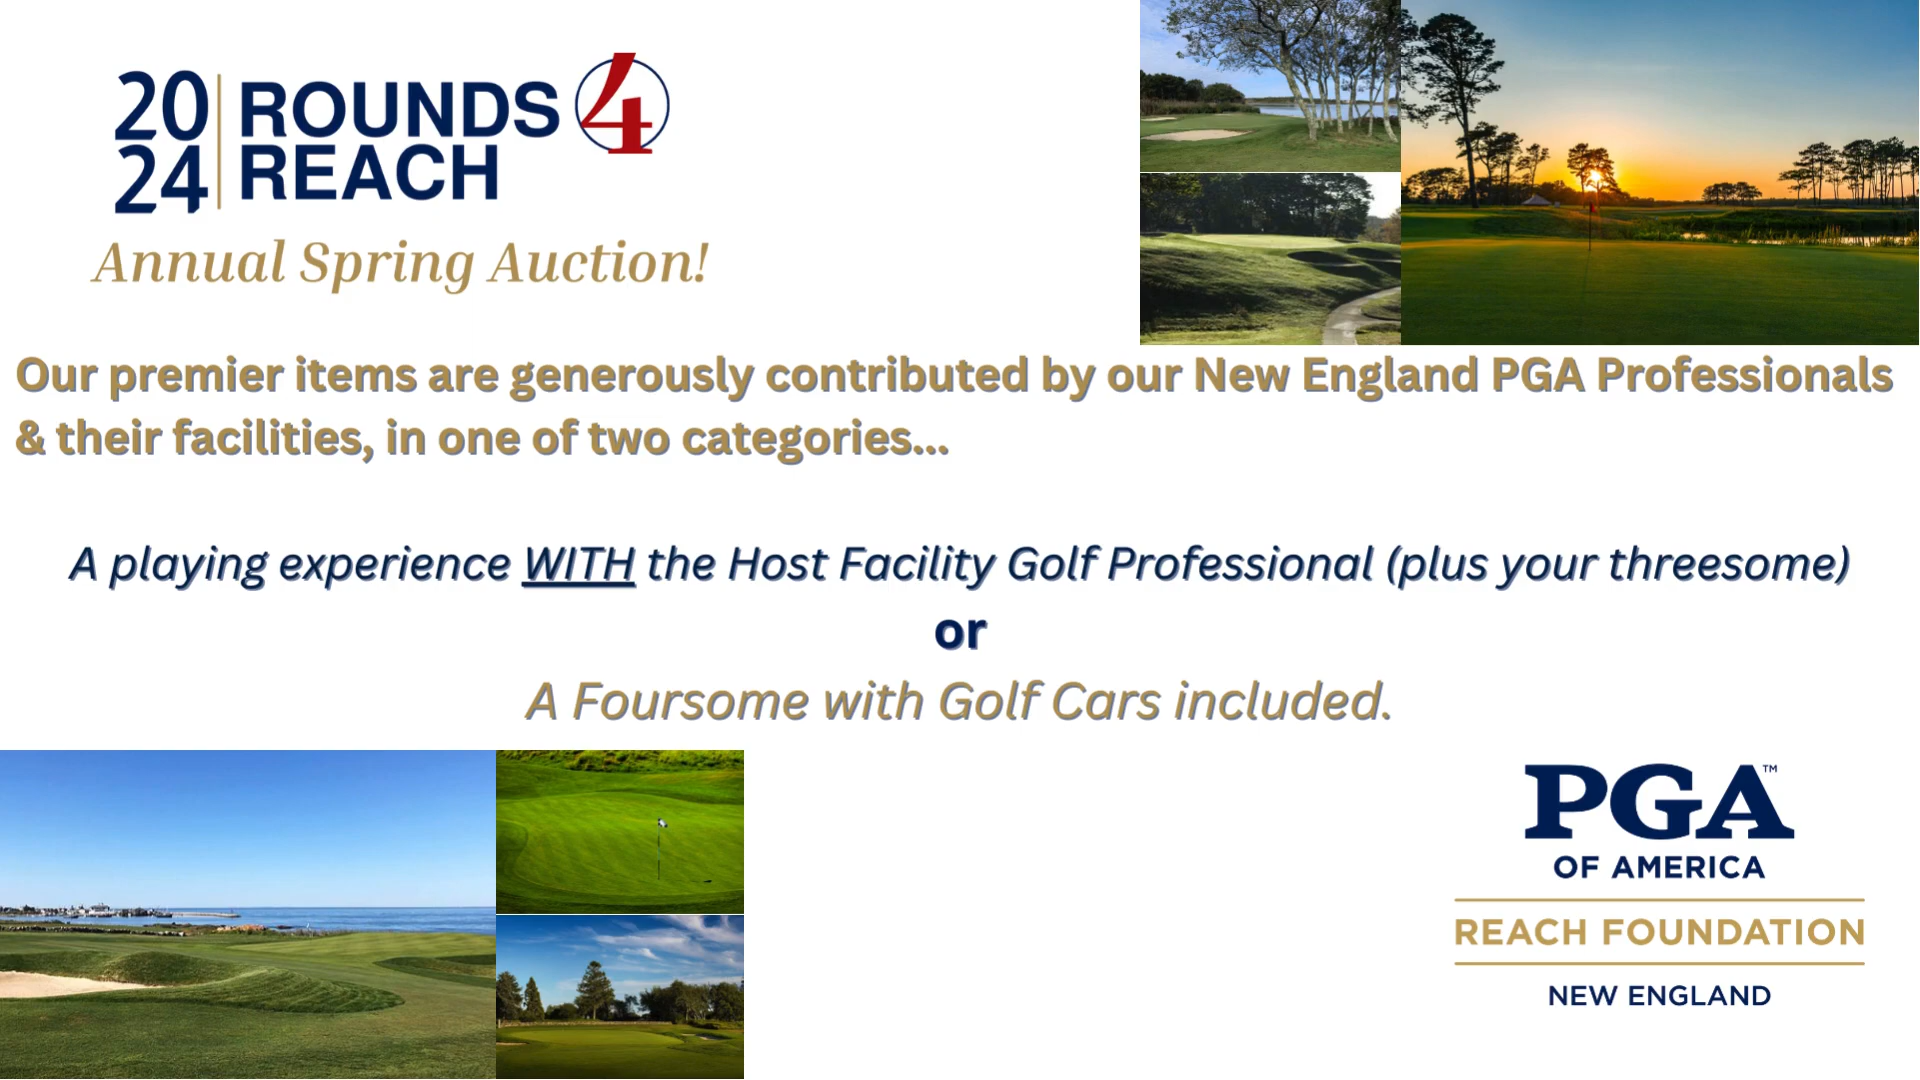 2024 ROUNDS 4 REACH
Annual Spring Auction!
Our premier items are generously contributed by our New England PGA Professionals
& their facilities, in one of two categories...
A playing experience WITH the Host Facility Golf Professional (plus your threesome)
or
A Foursome with Golf Cars included.
PGA™
OF AMERICA
REACH FOUNDATION
NEW ENGLAND